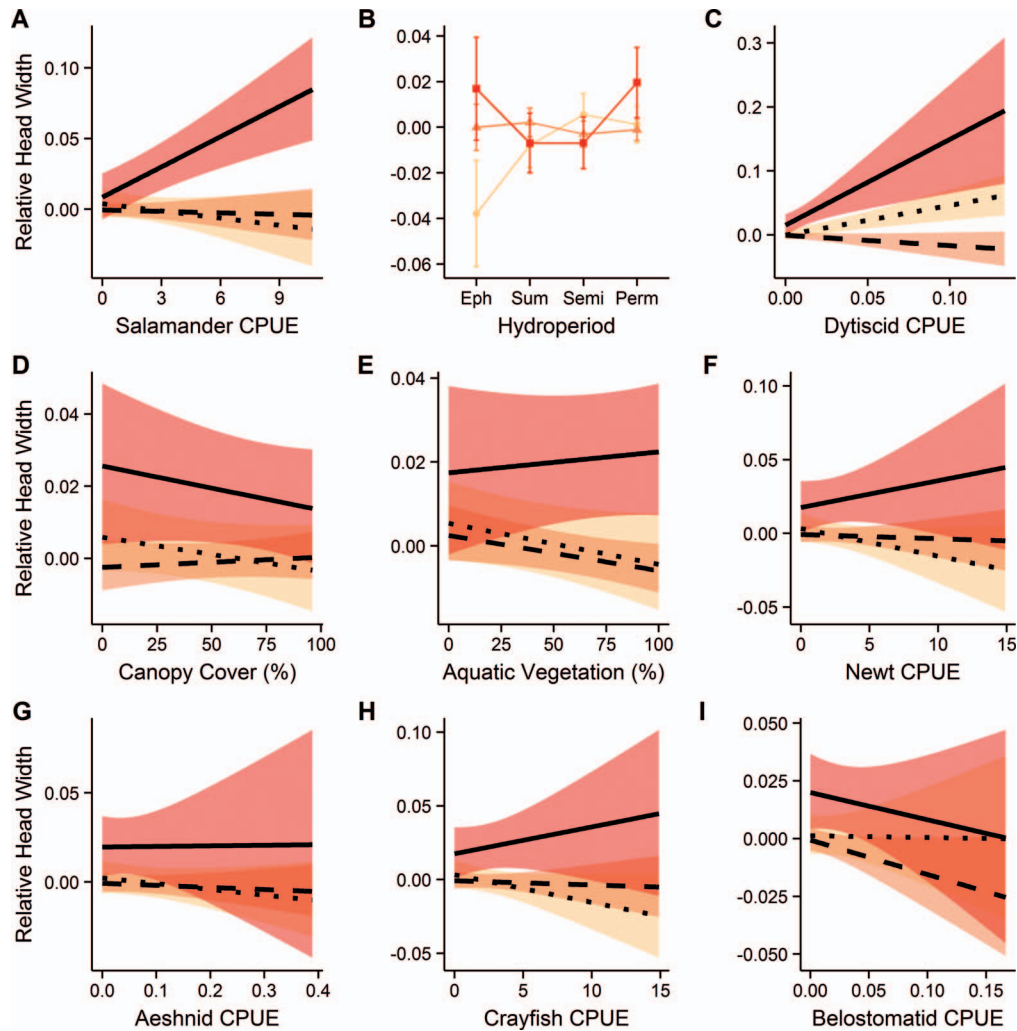 A
B
C
Relative Head Width
0.10
0.05
0.00
0
3
6
9
Salamander CPUE
0.04
0.02
0.00
-0.02
-0.04
-0.06
Eph
Sum
Semi
Perm
Hydroperiod
0.3
0.2
0.1
0.0
0.00
0.05
0.10
Dytiscid CPUE
D
E
F
Relative Head Width
0.04
0.02
0.00
0
25
50
75
100
Canopy Cover (%)
0.04
0.02
0.00
0
25
50
75
100
Aquatic Vegetation (%)
0.10
0.05
0.00
-0.05
0
5
10
15
Newt CPUE
G
H
I
Relative Head Width
0.05
0.00
0.0
0.1
0.2
0.3
0.4
Aeshnid CPUE
0.10
0.05
0.00
-0.05
0
5
10
15
Crayfish CPUE
0.050
0.025
0.000
-0.025
-0.050
0.00
0.05
0.10
0.15
Belostomatid CPUE